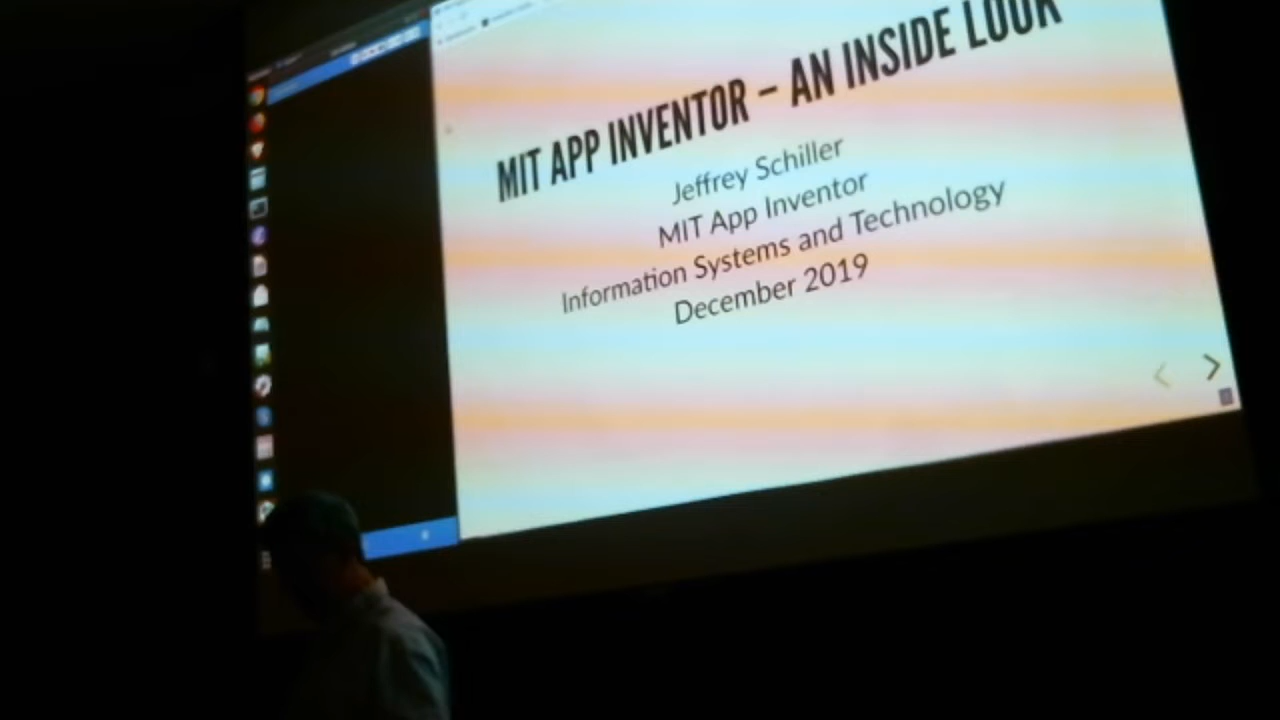 MIT APP INVENTOR – AN INSIDE LOOK
Jeffrey Schiller
MIT App Inventor
Information Systems and Technology
December 2019